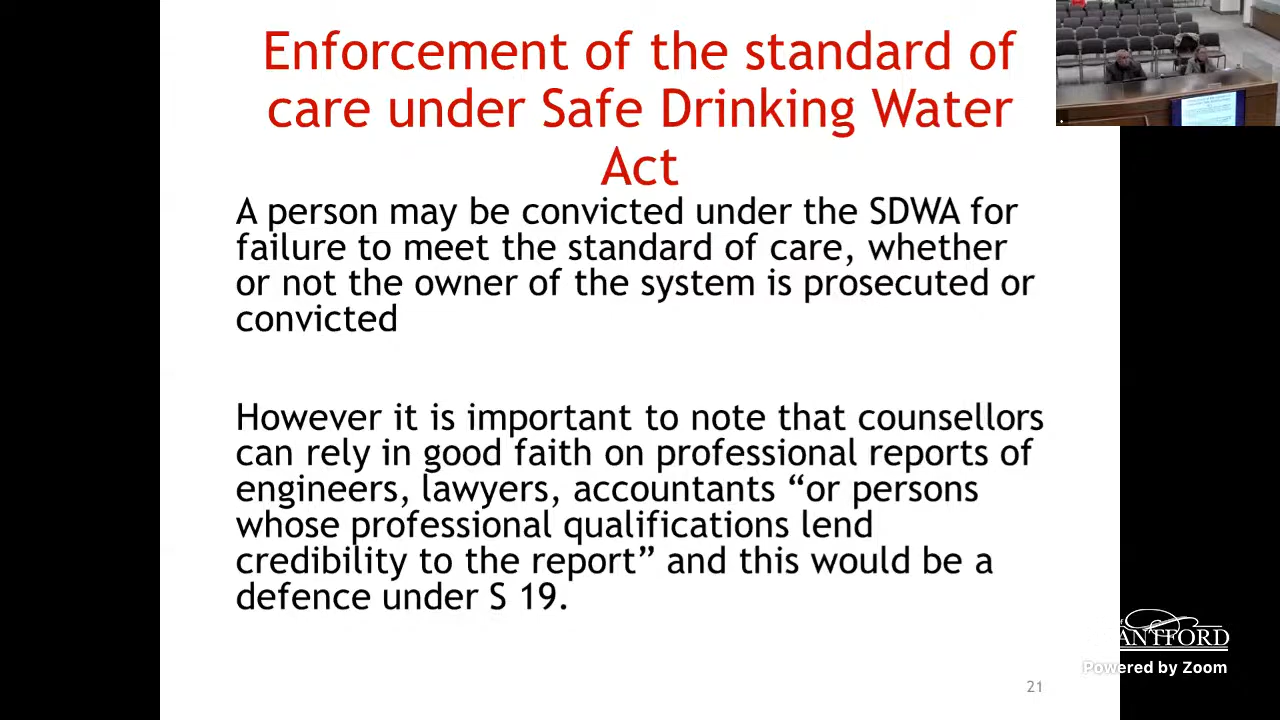 Enforcement of the standard of
care under Safe Drinking Water
Act
A person may be convicted under the SDWA for
failure to meet the standard of care, whether
or not the owner of the system is prosecuted or
convicted
However it is important to note that counsellors
can rely in good faith on professional reports of
engineers, lawyers, accountants “or persons
whose professional qualifications lend
credibility to the report” and this would be a
defence under S 19.
ANTFORD
Powered by Zoom
21